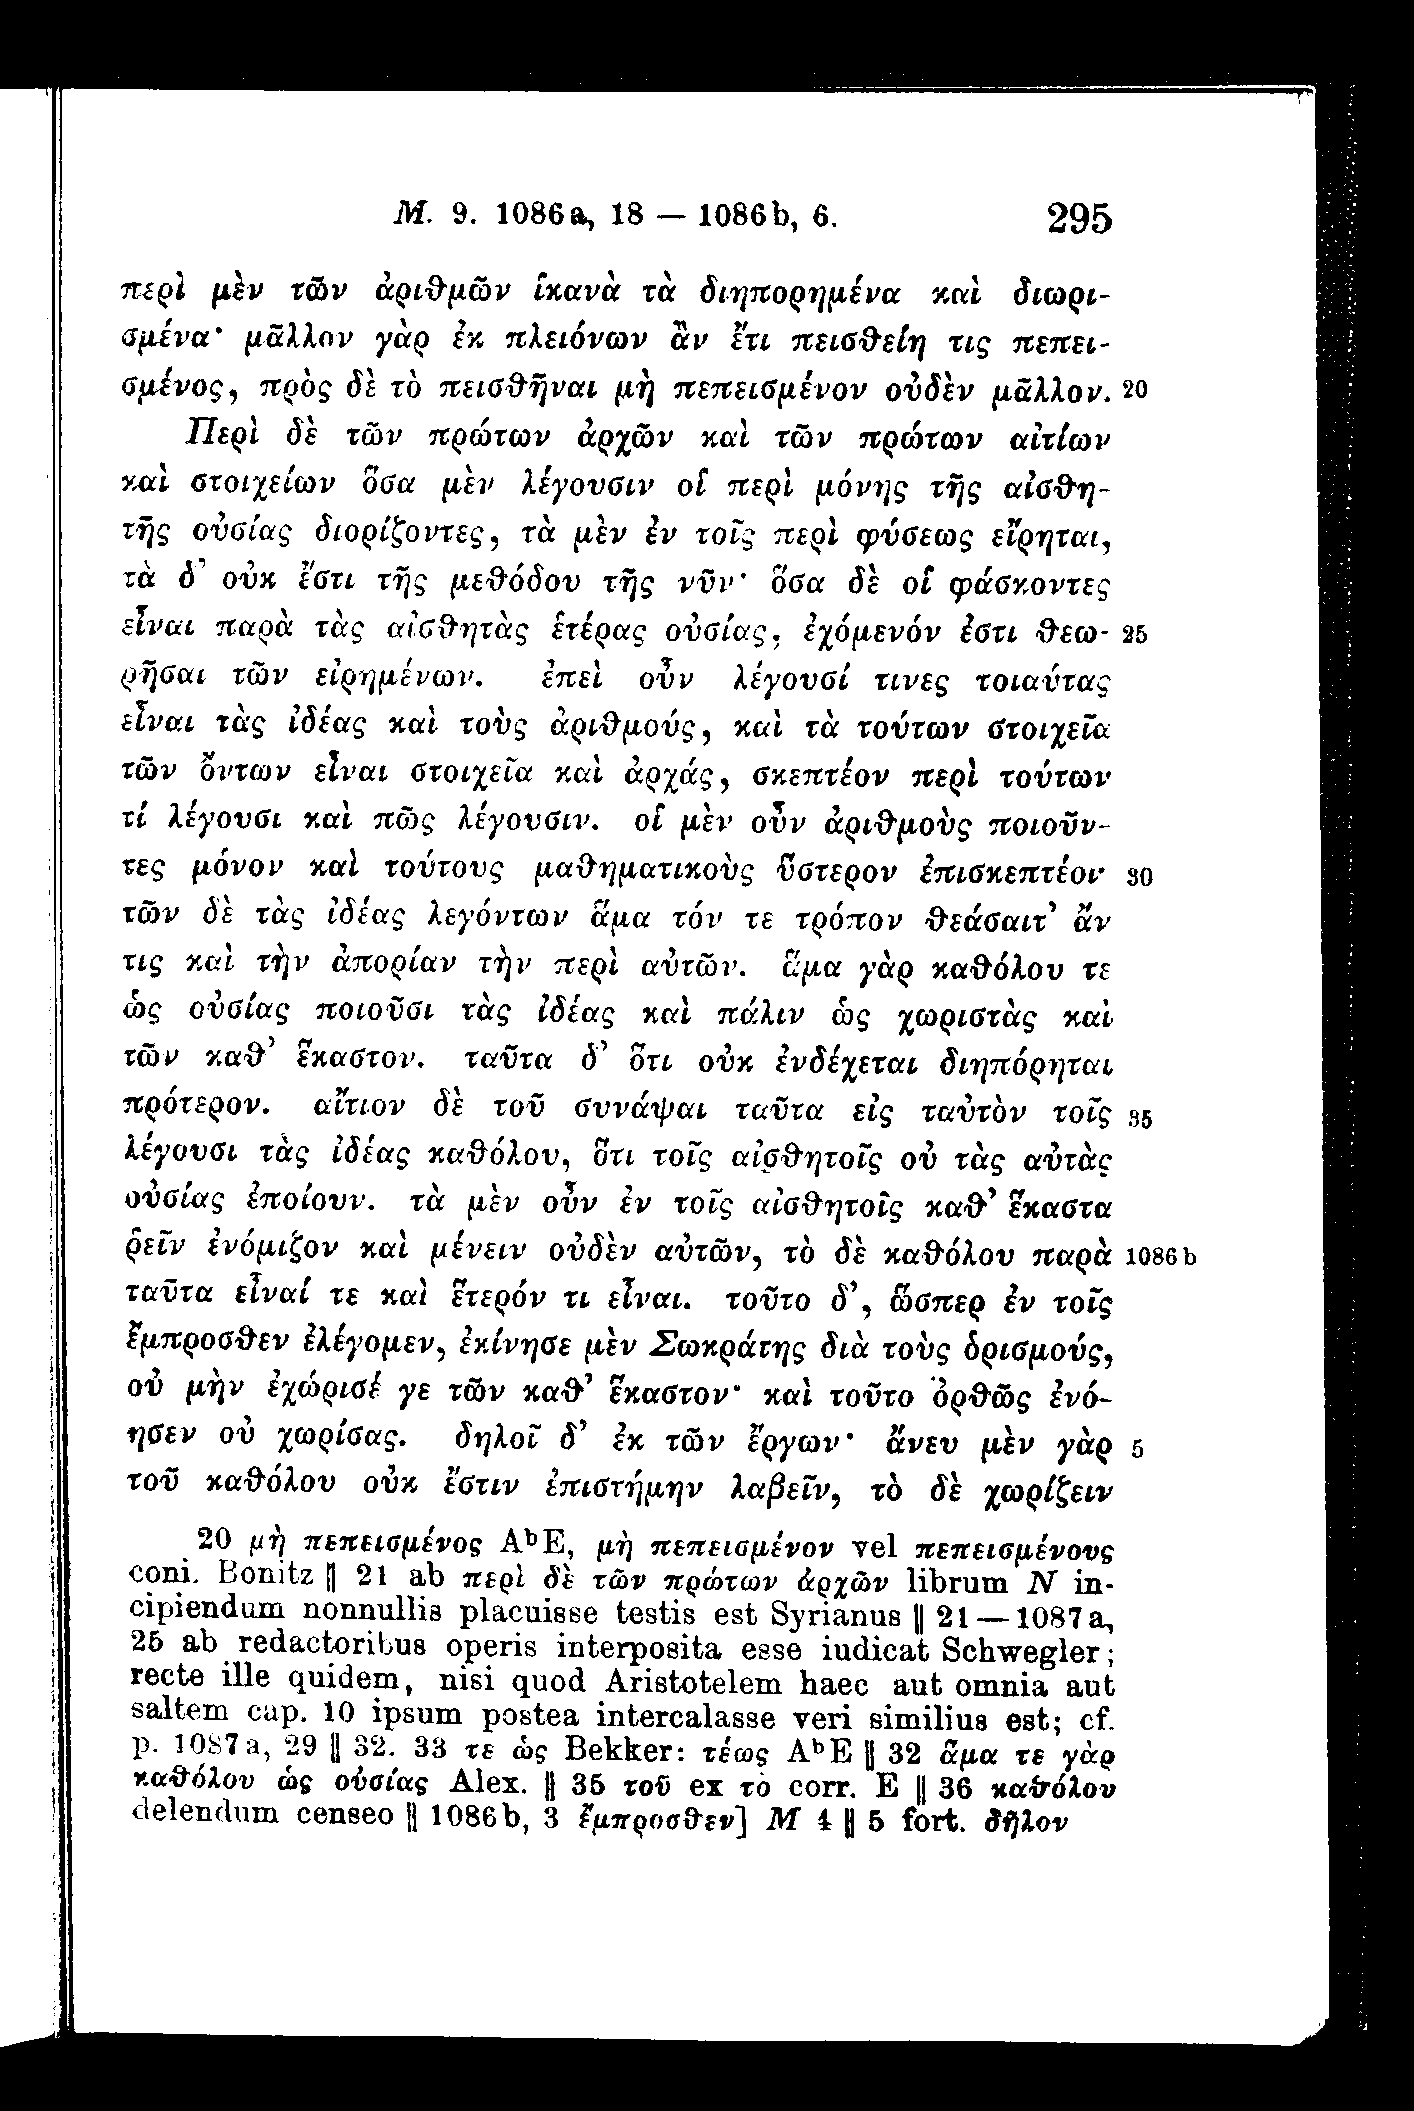 M. 9. 1086a, 18 — 1086b, 6. 295
περὶ μὲν τῶν ἀριθμῶν ἱκανὰ τὰ διηπορημένα καὶ διωρι-
σμένα· μᾶλλον γὰρ ἐκ πλειόνων ἂν ἔτι πεισθείη τις πεπει-
σμένος, πρὸς δὲ τὸ πεισθῆναι μὴ πεπεισμένον οὐδὲν μᾶλλον. 20
Περὶ δὲ τῶν πρώτων ἀρχῶν καὶ τῶν πρώτων αἰτίων
καὶ στοιχείων ὅσα μὲν λέγουσιν οἱ περὶ μόνης τῆς αἰσθη-
τῆς οὐσίας διορίζοντες, τὰ μὲν ἐν τοῖς περὶ φύσεως εἴρηται,
τὰ δ’ οὐκ ἔστι τῆς μεθόδου τῆς νῦν· ὅσα δὲ οἱ φάσκοντες
εἶναι παρὰ τὰς αἰσθητὰς ἑτέρας οὐσίας, ἐχόμενόν ἐστι θεω- 25
ρῆσαι τῶν εἰρημένων. ἐπεὶ οὖν λέγουσί τινες τοιαύτας
εἶναι τὰς ἰδέας καὶ τοὺς ἀριθμούς, καὶ τὰ τούτων στοιχεῖα
τῶν ὄντων εἶναι στοιχεῖα καὶ ἀρχάς, σκεπτέον περὶ τούτων
τί λέγουσι καὶ πῶς λέγουσιν. οἱ μὲν οὖν ἀριθμοὺς ποιοῦν-
τες μόνον καὶ τούτους μαθηματικοὺς ὕστερον ἐπισκεπτέον· 30
τῶν δὲ τὰς ἰδέας λεγόντων ἅμα τόν τε τρόπον θεάσαιτ’ ἄν
τις καὶ τὴν ἀπορίαν τὴν περὶ αὐτῶν. ἅμα γὰρ καθόλου τε
ὡς οὐσίας ποιοῦσι τὰς ἰδέας καὶ πάλιν ὡς χωριστὰς καὶ
τῶν καθ’ ἕκαστον. ταῦτα δ’ ὅτι οὐκ ἐνδέχεται διηπόρηται
πρότερον. αἴτιον δὲ τοῦ συνάψαι ταῦτα εἰς ταὐτὸν τοῖς 35
λέγουσι τὰς ἰδέας καθόλου, ὅτι τοῖς αἰσθητοῖς οὐ τὰς αὐτὰς
οὐσίας ἐποίουν. τὰ μὲν οὖν ἐν τοῖς αἰσθητοῖς καθ’ ἕκαστα
ῥεῖν ἐνόμιζον καὶ μένειν οὐδὲν αὐτῶν, τὸ δὲ καθόλου παρὰ 1086b
ταῦτα εἶναί τε καὶ ἕτερόν τι εἶναι. τοῦτο δ’, ὥσπερ ἐν τοῖς
ἔμπροσθεν ἐλέγομεν, ἐκίνησε μὲν Σωκράτης διὰ τοὺς ὁρισμούς,
οὐ μὴν ἐχώρισέ γε τῶν καθ’ ἕκαστον· καὶ τοῦτο ὀρθῶς ἐνό-
ησεν οὐ χωρίσας. δηλοῖ δ’ ἐκ τῶν ἔργων· ἄνευ μὲν γὰρ 5
τοῦ καθόλου οὐκ ἔστιν ἐπιστήμην λαβεῖν, τὸ δὲ χωρίζειν
20 μὴ πεπεισμένος AᵇE, μὴ πεπεισμένον vel πεπεισμένους
coni. Bonitz || 21 ab περὶ δὲ τῶν πρώτων ἀρχῶν librum N in-
cipiendum nonnullis placuisse testis est Syrianus || 21 — 1087a,
25 ab redactoribus operis interposita esse iudicat Schwegler;
recte ille quidem, nisi quod Aristotelem haec aut omnia aut
saltem cap. 10 ipsum postea intercalasse veri similius est; cf.
p. 1087a, 29 || 32. 33 τε ὡς Bekker: τέως AᵇE || 32 ἅμα τε γὰρ
καθόλου ὡς οὐσίας Alex. || 35 τοῦ ex τὸ corr. E || 36 καθόλου
delendum censeo || 1086b, 3 ἔμπροσθεν] M 4 || 5 fort. δῆλον